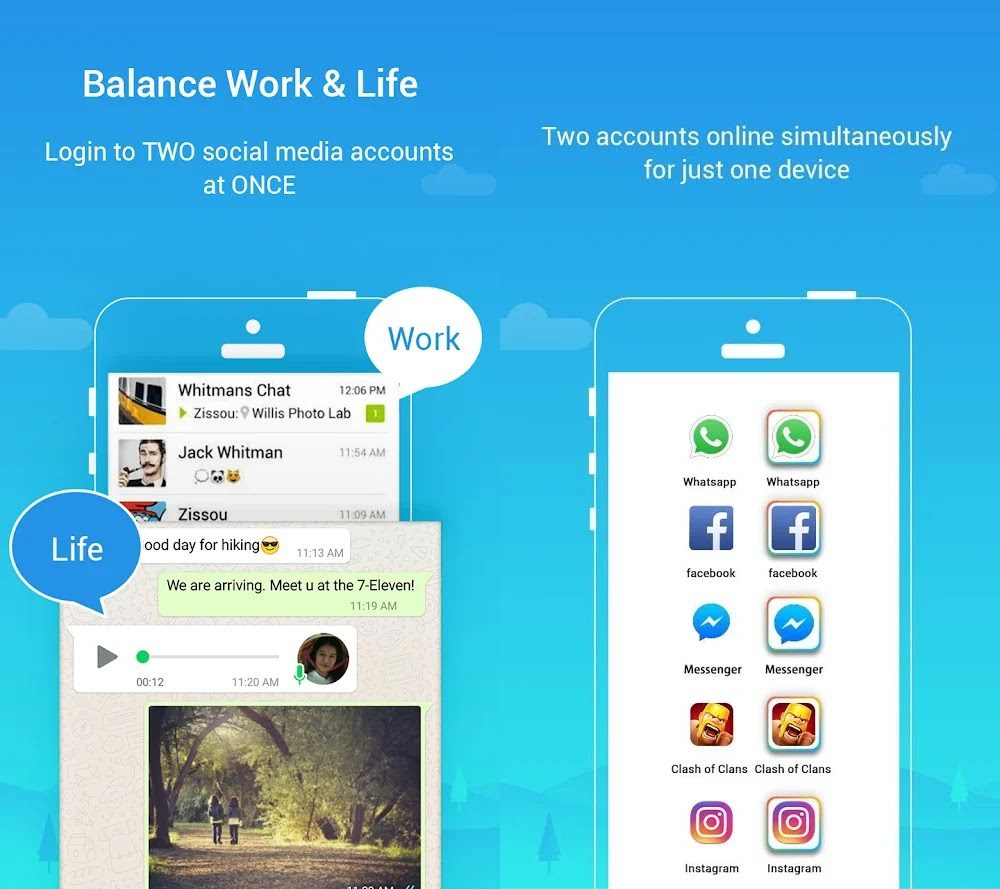 Balance Work & Life
Login to TWO social media accounts
at ONCE
Work
Whitmans Chat 12:06 PM
Zissou: Willis Photo Lab 1
Jack Whitman 11:54 AM
Zissou 11:09 AM
Life
ood day for hiking 11:13 AM
We are arriving. Meet u at the 7-Eleven!
11:19 AM
00:12 11:20 AM
Two accounts online simultaneously
for just one device
Whatsapp Whatsapp
facebook facebook
Messenger Messenger
Clash of Clans Clash of Clans
Instagram Instagram